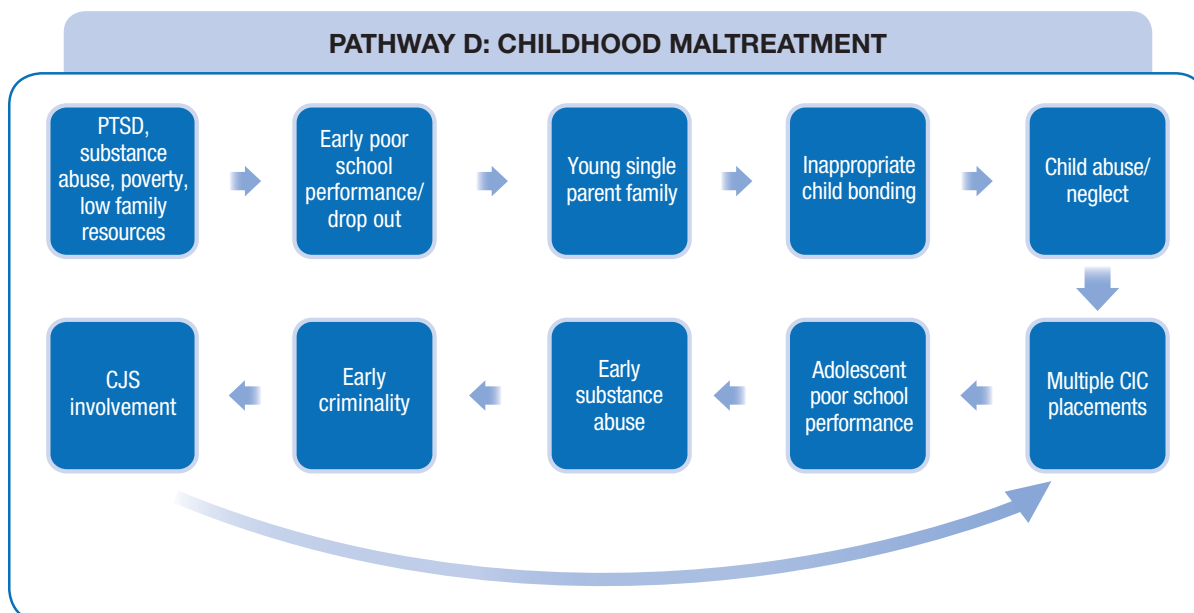 PATHWAY D: CHILDHOOD MALTREATMENT
PTSD,
substance
abuse, poverty,
low family
resources
Early poor
school
performance/
drop out
Young single
parent family
Inappropriate
child bonding
Child abuse/
neglect
CJS
involvement
Early
criminality
Early
substance
abuse
Adolescent
poor school
performance
Multiple CIC
placements